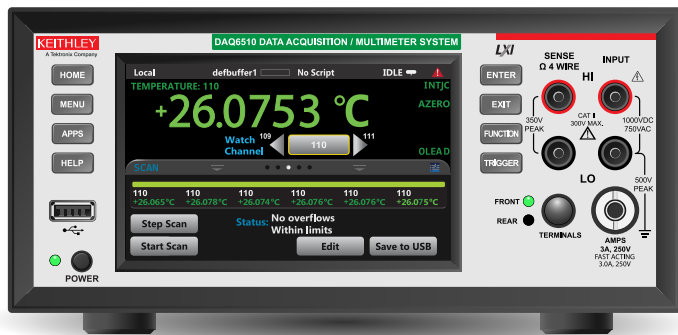 KEITHLEY
A Tektronix Company
DAQ6510 DATA ACQUISITION / MULTIMETER SYSTEM
LXI
HOME
MENU
APPS
HELP
POWER
Local defbuffer1 No Script IDLE
TEMPERATURE: 110 INTJC
+26.0753 °C
AZERO
Watch Channel 109 110 111
OLEAD
SCAN
110 110 110 110 110 110
+26.065°C +26.078°C +26.074°C +26.076°C +26.076°C +26.075°C
Step Scan
Status: No overflows
Within limits
Start Scan Edit Save to USB
ENTER
EXIT
FUNCTION
TRIGGER
SENSE
Ω 4 WIRE
INPUT
HI
350V
PEAK
CAT II
300V MAX.
1000VDC
750VAC
LO
500V
PEAK
FRONT
REAR
TERMINALS
AMPS
3A, 250V
FAST ACTING
3.0A, 250V